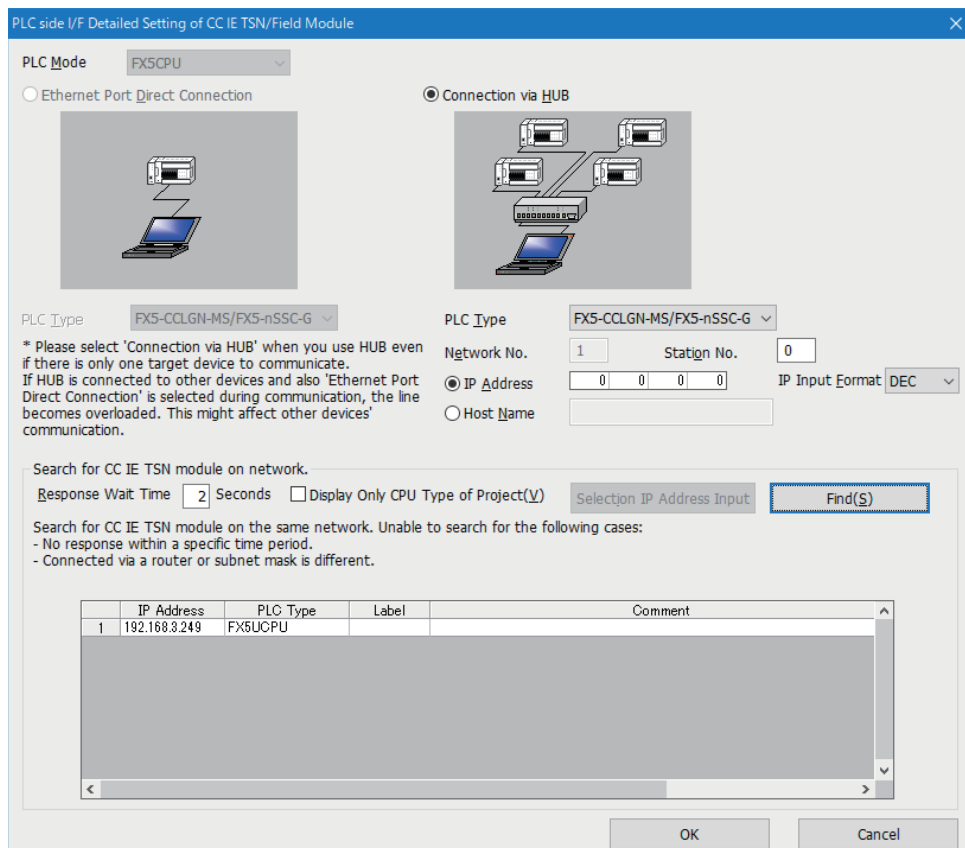 PLC side I/F Detailed Setting of CC IE TSN/Field Module
PLC Mode FX5CPU
Ethernet Port Direct Connection
Connection via HUB
PLC Type FX5-CCLGN-MS/FX5-nSSC-G
* Please select 'Connection via HUB' when you use HUB even
if there is only one target device to communicate.
If HUB is connected to other devices and also 'Ethernet Port
Direct Connection' is selected during communication, the line
becomes overloaded. This might affect other devices'
communication.
PLC Type FX5-CCLGN-MS/FX5-nSSC-G
Network No. 1 Station No. 0
IP Address 0 0 0 0 IP Input Format DEC
Host Name
Search for CC IE TSN module on network.
Response Wait Time 2 Seconds Display Only CPU Type of Project(V) Selection IP Address Input Find(S)
Search for CC IE TSN module on the same network. Unable to search for the following cases:
- No response within a specific time period.
- Connected via a router or subnet mask is different.
IP Address PLC Type Label Comment
1 192.168.3.249 FX5UCPU
OK Cancel